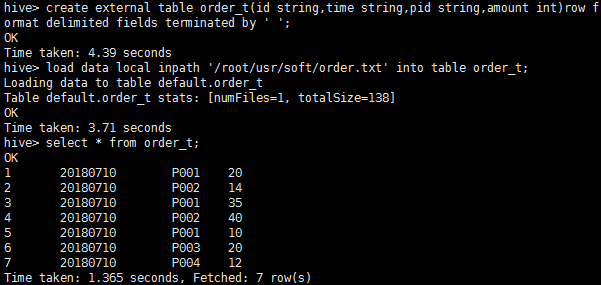 hive> create external table order_t(id string,time string,pid string,amount int)row f
ormat delimited fields terminated by ' ';
OK
Time taken: 4.39 seconds
hive> load data local inpath '/root/usr/soft/order.txt' into table order_t;
Loading data to table default.order_t
Table default.order_t stats: [numFiles=1, totalSize=138]
OK
Time taken: 3.71 seconds
hive> select * from order_t;
OK
1 20180710 P001 20
2 20180710 P002 14
3 20180710 P001 35
4 20180710 P002 40
5 20180710 P001 10
6 20180710 P003 20
7 20180710 P004 12
Time taken: 1.365 seconds, Fetched: 7 row(s)